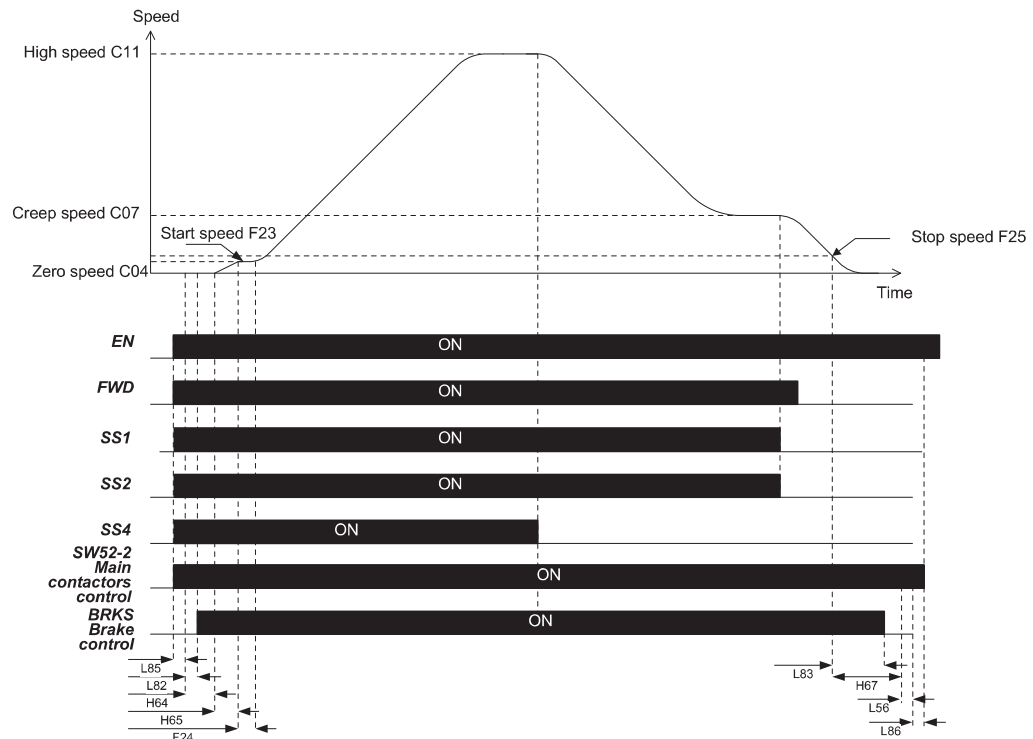 Speed
High speed C11
Creep speed C07
Start speed F23
Stop speed F25
Zero speed C04
Time
EN
ON
FWD
ON
SS1
ON
SS2
ON
SS4
ON
SW52-2
Main
contactors
control
ON
BRKS
Brake
control
ON
L85
L82
H64
H65
F24
L83
H67
L56
L86